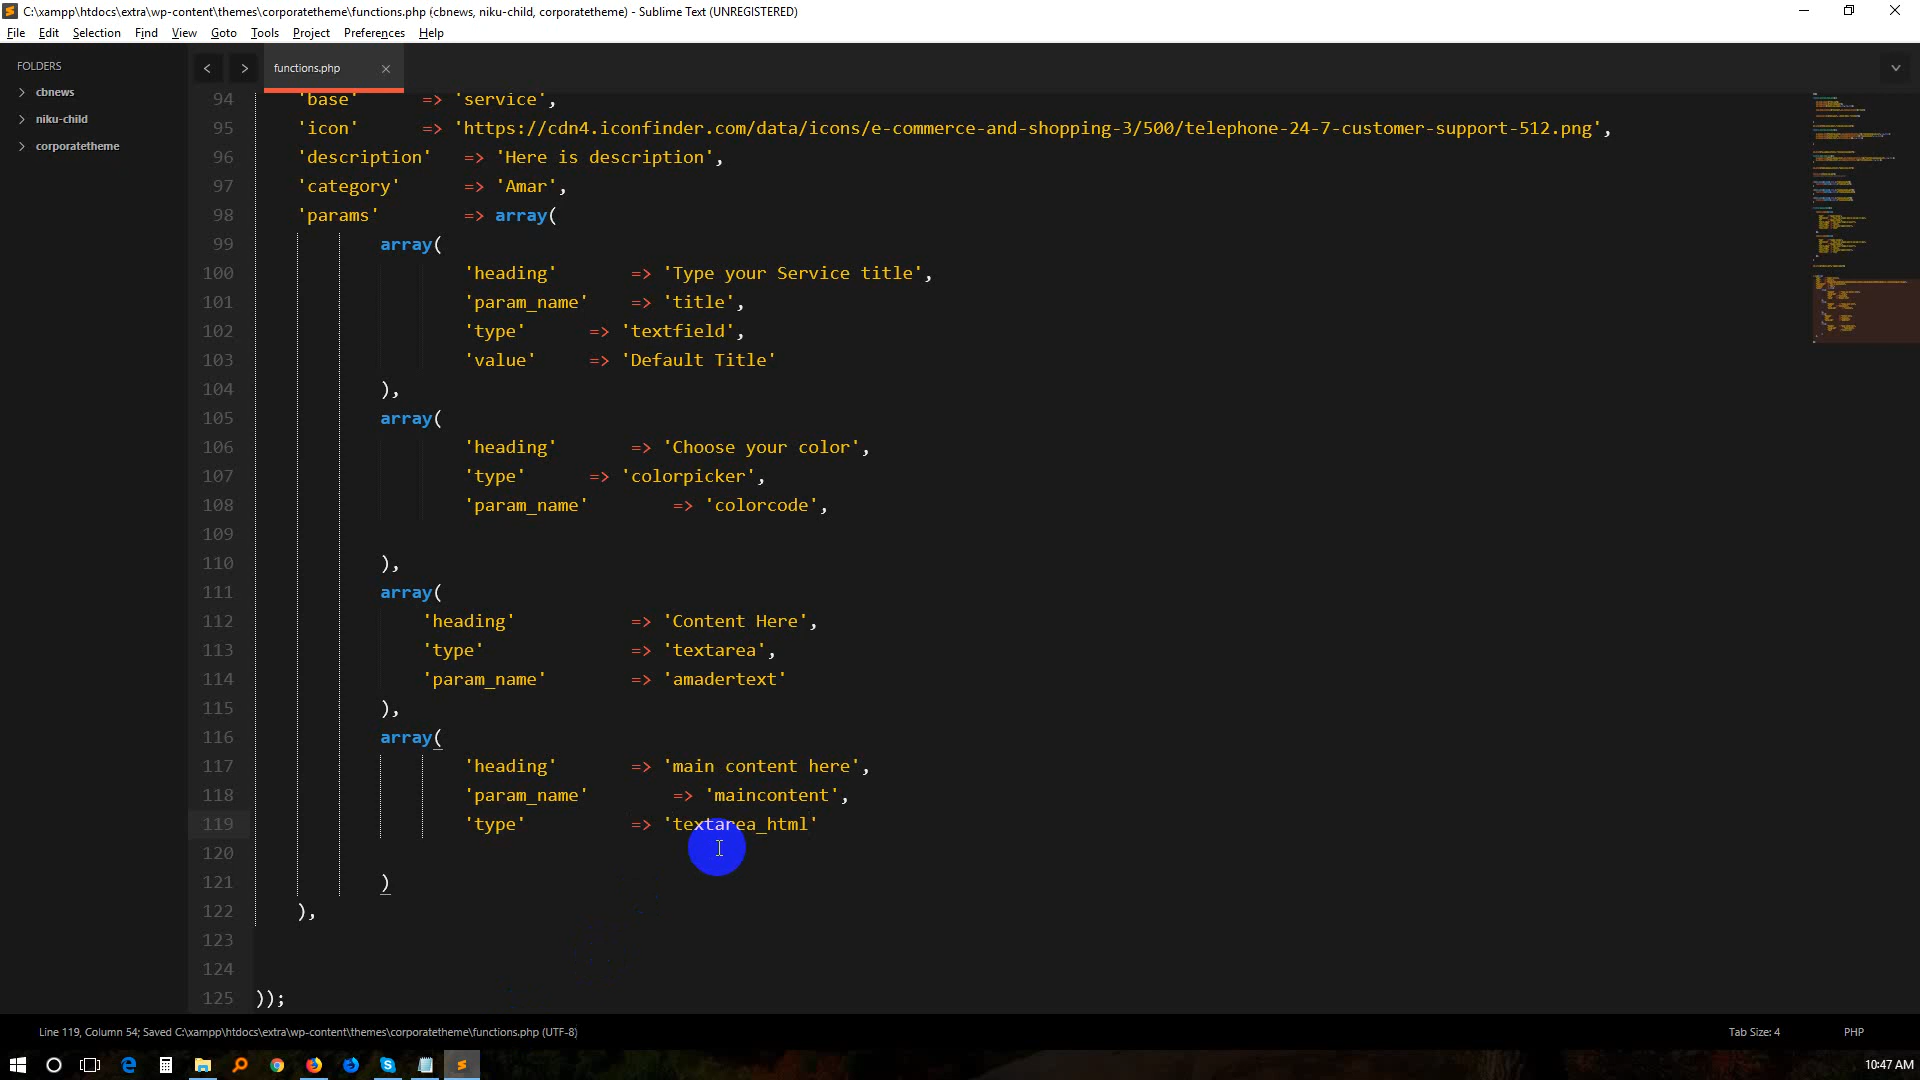 C:\xampp\htdocs\extra\wp-content\themes\corporatetheme\functions.php (cbnews, niku-child, corporatetheme) - Sublime Text (UNREGISTERED)
File Edit Selection Find View Goto Tools Project Preferences Help
FOLDERS
cbnews
niku-child
corporatetheme
functions.php
94 'base' => 'service',
95 'icon' => 'https://cdn4.iconfinder.com/data/icons/e-commerce-and-shopping-3/500/telephone-24-7-customer-support-512.png',
96 'description' => 'Here is description',
97 'category' => 'Amar',
98 'params' => array(
99 array(
100 'heading' => 'Type your Service title',
101 'param_name' => 'title',
102 'type' => 'textfield',
103 'value' => 'Default Title'
104 ),
105 array(
106 'heading' => 'Choose your color',
107 'type' => 'colorpicker',
108 'param_name' => 'colorcode',
109
110 ),
111 array(
112 'heading' => 'Content Here',
113 'type' => 'textarea',
114 'param_name' => 'amadertext'
115 ),
116 array(
117 'heading' => 'main content here',
118 'param_name' => 'maincontent',
119 'type' => 'textarea_html'
120
121 )
122 ),
123
124
125 ));
Line 119, Column 54; Saved C:\xampp\htdocs\extra\wp-content\themes\corporatetheme\functions.php (UTF-8)
Tab Size: 4
PHP
10:47 AM